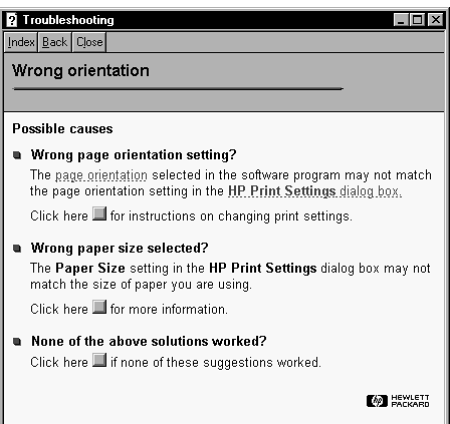 ? Troubleshooting
Index Back Close
Wrong orientation
Possible causes
Wrong page orientation setting?
The page orientation selected in the software program may not match
the page orientation setting in the HP Print Settings dialog box.
Click here for instructions on changing print settings.
Wrong paper size selected?
The Paper Size setting in the HP Print Settings dialog box may not
match the size of paper you are using.
Click here for more information.
None of the above solutions worked?
Click here if none of these suggestions worked.
hp HEWLETT
PACKARD